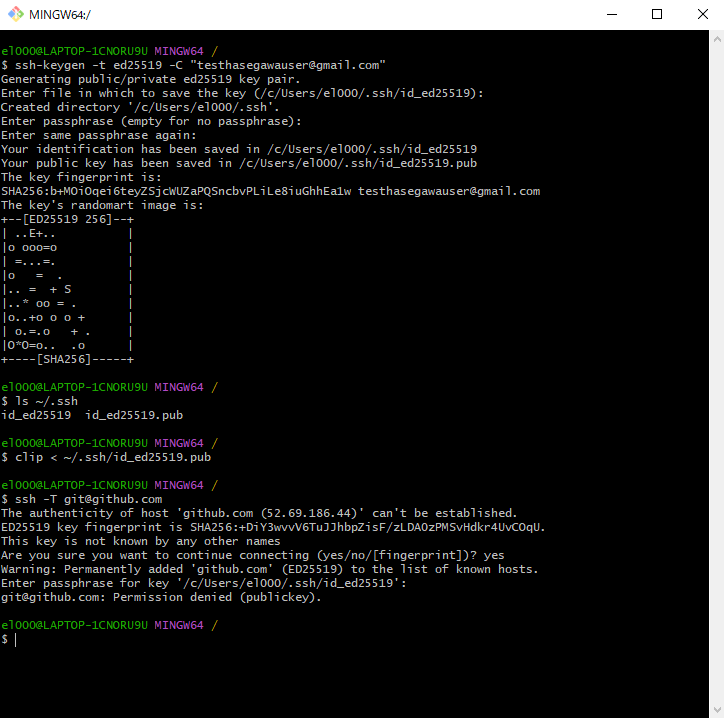 MINGW64:/
el000@LAPTOP-1CNORU9U MINGW64 /
$ ssh-keygen -t ed25519 -C "testhasegawauser@gmail.com"
Generating public/private ed25519 key pair.
Enter file in which to save the key (/c/Users/el000/.ssh/id_ed25519):
Created directory '/c/Users/el000/.ssh'.
Enter passphrase (empty for no passphrase):
Enter same passphrase again:
Your identification has been saved in /c/Users/el000/.ssh/id_ed25519
Your public key has been saved in /c/Users/el000/.ssh/id_ed25519.pub
The key fingerprint is:
SHA256:b+MOiOqei6teyZSjcWUZaPQSncbvPLiLe8iuGhhEa1w testhasegawauser@gmail.com
The key's randomart image is:
+--[ED25519 256]--+
| ..E+..          |
|o ooo=o          |
| =...=.          |
|o   =  .         |
|.. =  + S        |
|..* oo = .       |
|o..+o o o +      |
| o.=.o   + .     |
|O*O=o..  .o      |
+----[SHA256]-----+
el000@LAPTOP-1CNORU9U MINGW64 /
$ ls ~/.ssh
id_ed25519  id_ed25519.pub
el000@LAPTOP-1CNORU9U MINGW64 /
$ clip < ~/.ssh/id_ed25519.pub
el000@LAPTOP-1CNORU9U MINGW64 /
$ ssh -T git@github.com
The authenticity of host 'github.com (52.69.186.44)' can't be established.
ED25519 key fingerprint is SHA256:+DiY3wvvV6TuJJhbpZisF/zLDA0zPMSvHdkr4UvCOqU.
This key is not known by any other names
Are you sure you want to continue connecting (yes/no/[fingerprint])? yes
Warning: Permanently added 'github.com' (ED25519) to the list of known hosts.
Enter passphrase for key '/c/Users/el000/.ssh/id_ed25519':
git@github.com: Permission denied (publickey).
el000@LAPTOP-1CNORU9U MINGW64 /
$